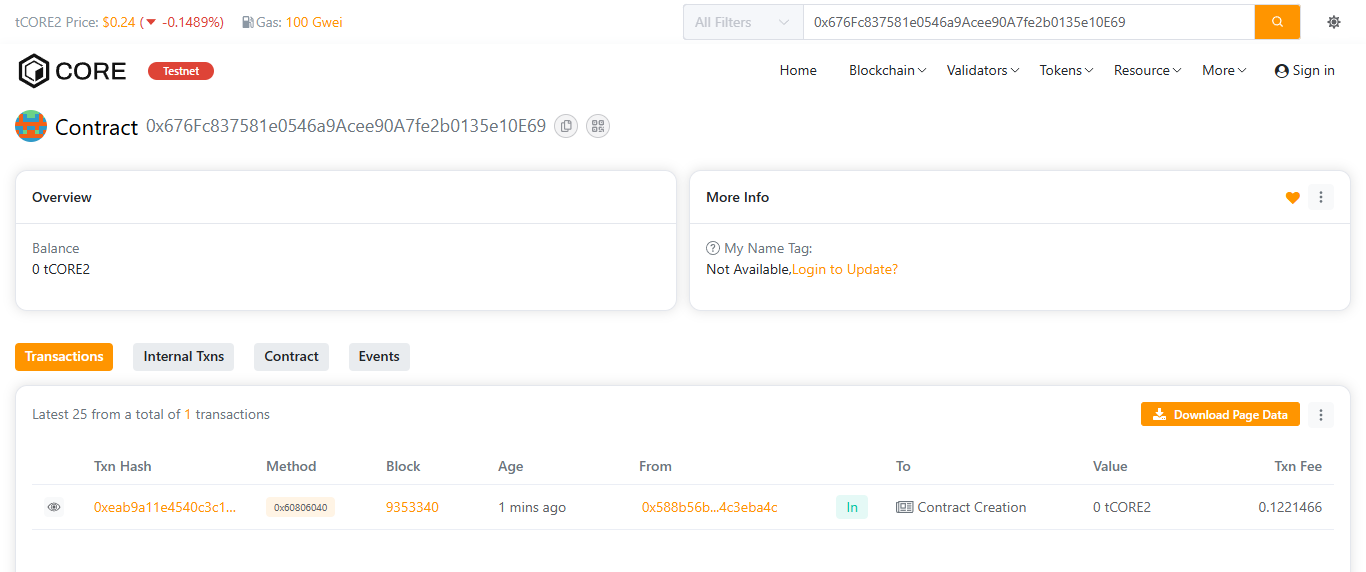 tCORE2 Price: $0.24 ( -0.1489%) Gas: 100 Gwei All Filters 0x676Fc837581e0546a9Acee90A7fe2b0135e10E69
CORE Testnet Home Blockchain Validators Tokens Resource More Sign in
Contract 0x676Fc837581e0546a9Acee90A7fe2b0135e10E69
Overview
Balance
0 tCORE2
More Info
? My Name Tag:
Not Available,Login to Update?
Transactions Internal Txns Contract Events
Latest 25 from a total of 1 transactions Download Page Data
Txn Hash Method Block Age From To Value Txn Fee
0xeab9a11e4540c3c1... 0x60806040 9353340 1 mins ago 0x588b56b...4c3eba4c In Contract Creation 0 tCORE2 0.1221466